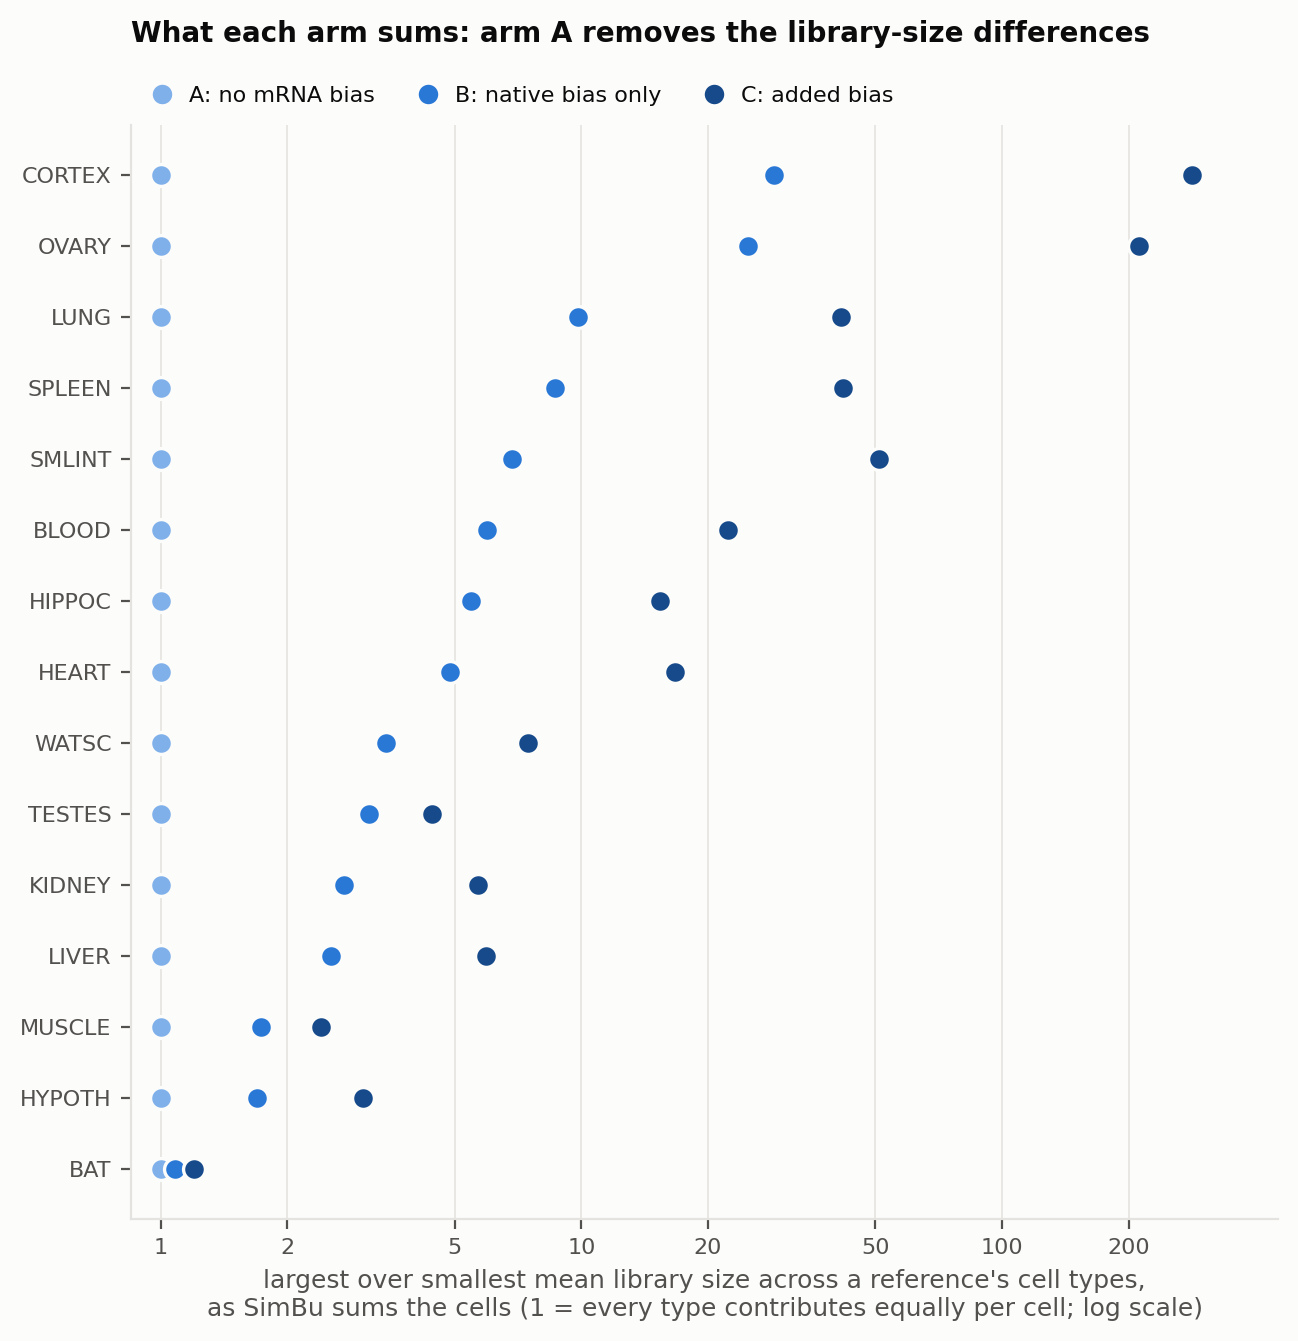 What each arm sums: arm A removes the library-size differences
A: no mRNA bias
B: native bias only
C: added bias
CORTEX
OVARY
LUNG
SPLEEN
SMLINT
BLOOD
HIPPOC
HEART
WATSC
TESTES
KIDNEY
LIVER
MUSCLE
HYPOTH
BAT
1 2 5 10 20 50 100 200
largest over smallest mean library size across a reference's cell types,
as SimBu sums the cells (1 = every type contributes equally per cell; log scale)